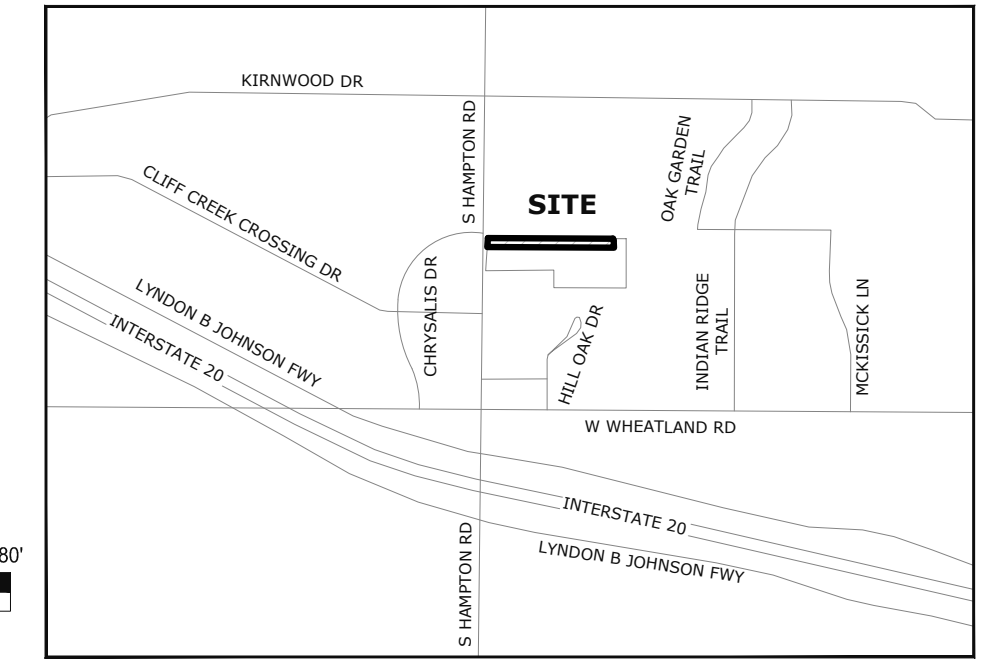 KIRNWOOD DR
S HAMPTON RD
OAK GARDEN
TRAIL
CLIFF CREEK CROSSING DR
SITE
CHRYSALIS DR
LYNDON B JOHNSON FWY
INTERSTATE 20
HILL OAK DR
INDIAN RIDGE
TRAIL
MCKISSICK LN
W WHEATLAND RD
INTERSTATE 20
LYNDON B JOHNSON FWY
S HAMPTON RD
80'